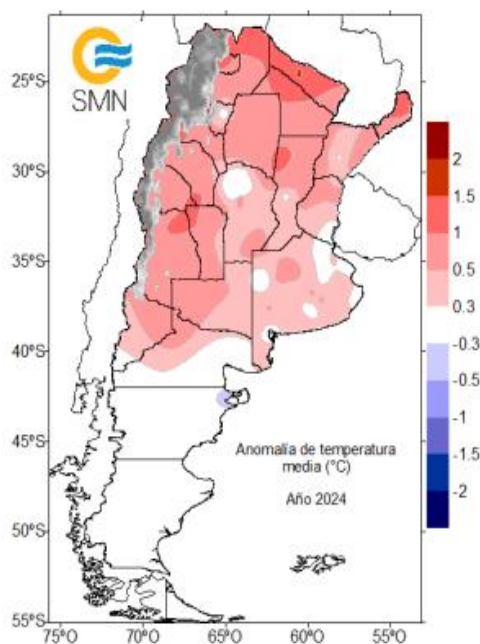 SMN
25°S
30°S
35°S
40°S
45°S
50°S
55°S
75°O
70°O
65°O
60°O
55°O
2
1.5
1
0.5
0.3
-0.3
-0.5
-1
-1.5
-2
Anomalía de temperatura
media (°C)
Año 2024